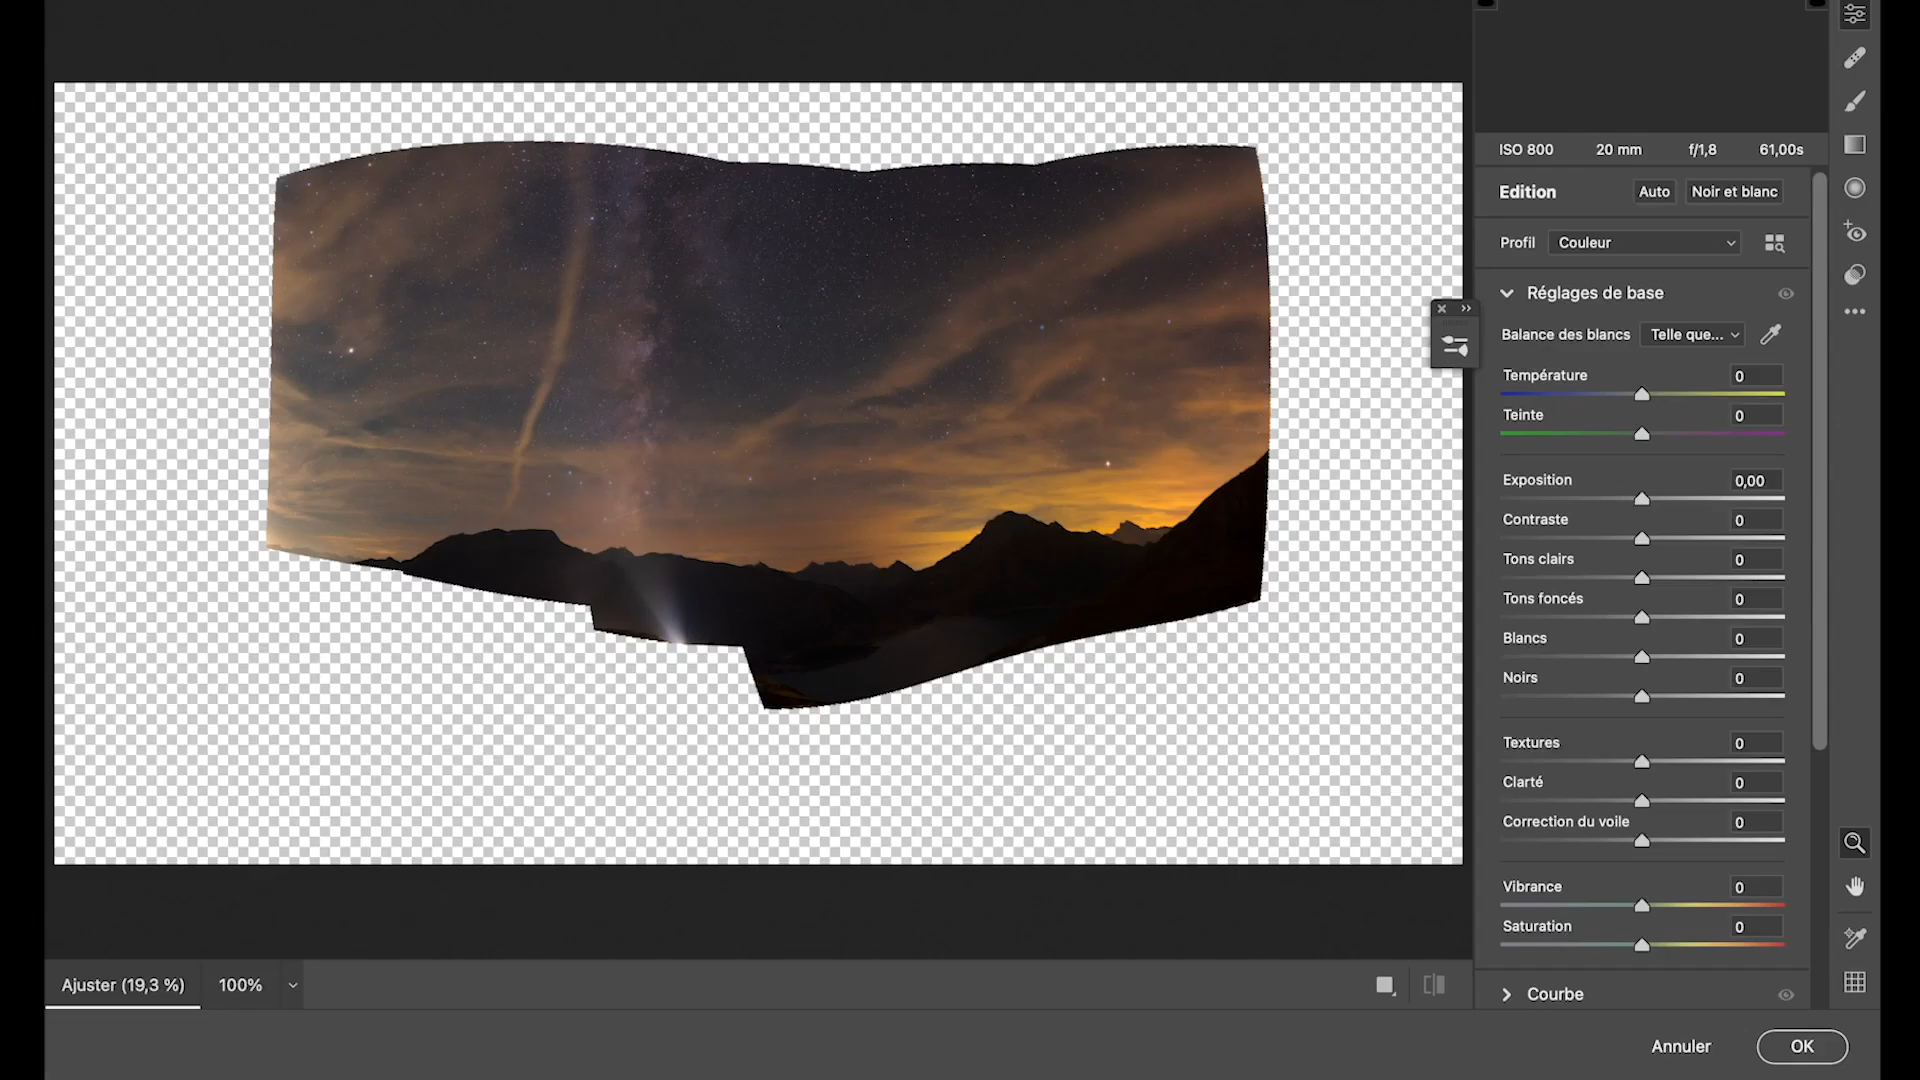 ISO 800 20 mm f/1,8 61,00s
Edition Auto Noir et blanc
Profil Couleur
Réglages de base
Balance des blancs Telle que...
Température 0
Teinte 0
Exposition 0,00
Contraste 0
Tons clairs 0
Tons foncés 0
Blancs 0
Noirs 0
Textures 0
Clarté 0
Correction du voile 0
Vibrance 0
Saturation 0
Courbe
Ajuster (19,3 %) 100%
Annuler OK